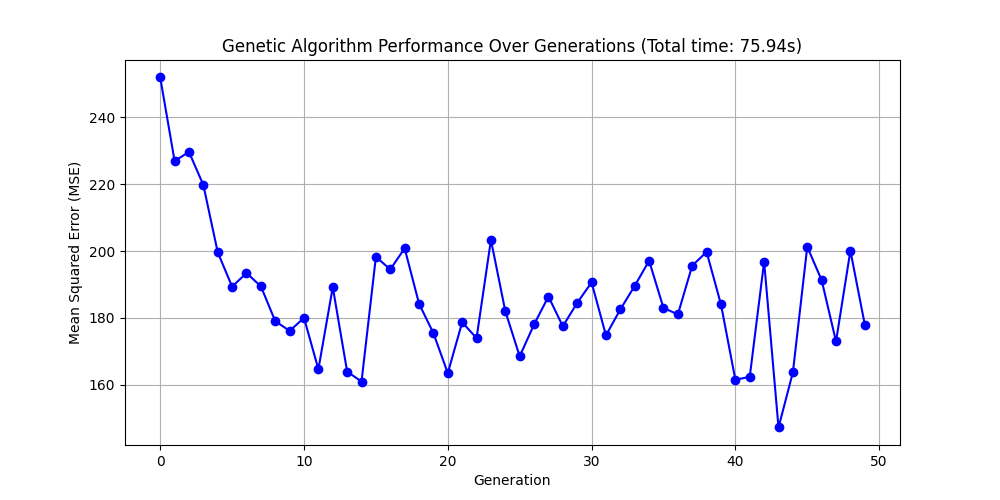 Genetic Algorithm Performance Over Generations (Total time: 75.94s)
Mean Squared Error (MSE)
240
220
200
180
160
0 10 20 30 40 50
Generation